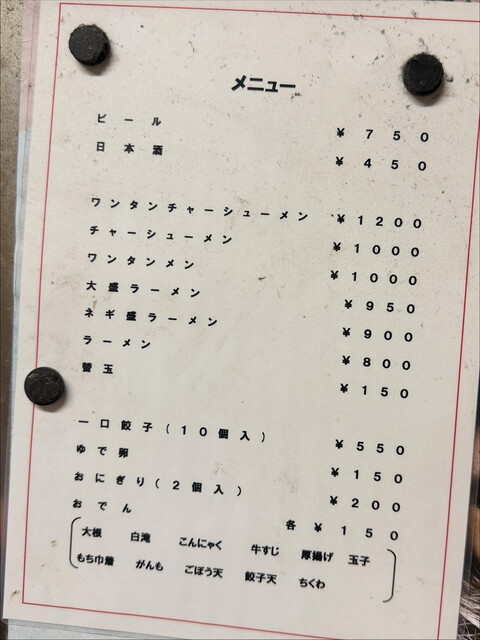 メニュー
ビール ¥750
日本酒 ¥450
ワンタンチャーシューメン ¥1200
チャーシューメン ¥1000
ワンタンメン ¥1000
大盛ラーメン ¥950
ネギ盛ラーメン ¥900
ラーメン ¥800
替玉 ¥150
一口餃子(10個入) ¥550
ゆで卵 ¥150
おにぎり(2個入) ¥200
おでん 各¥150
大根 白滝 こんにゃく 牛すじ 厚揚げ 玉子
もち巾着 がんも ごぼう天 餃子天 ちくわ